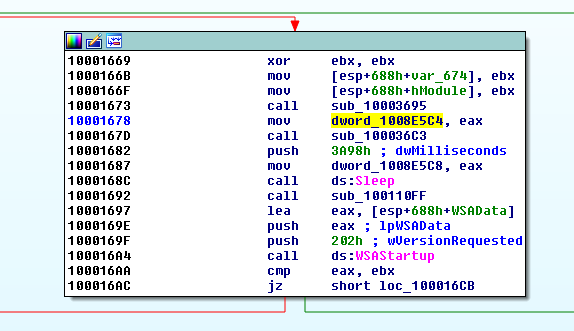 10001669 xor ebx, ebx
1000166B mov [esp+688h+var_674], ebx
1000166F mov [esp+688h+hModule], ebx
10001673 call sub_10003695
10001678 mov dword_1008E5C4, eax
1000167D call sub_100036C3
10001682 push 3A98h ; dwMilliseconds
10001687 mov dword_1008E5C8, eax
1000168C call ds:Sleep
10001692 call sub_100110FF
10001697 lea eax, [esp+688h+WSAData]
1000169E push eax ; lpWSAData
1000169F push 202h ; wVersionRequested
100016A4 call ds:WSAStartup
100016AA cmp eax, ebx
100016AC jz short loc_100016CB